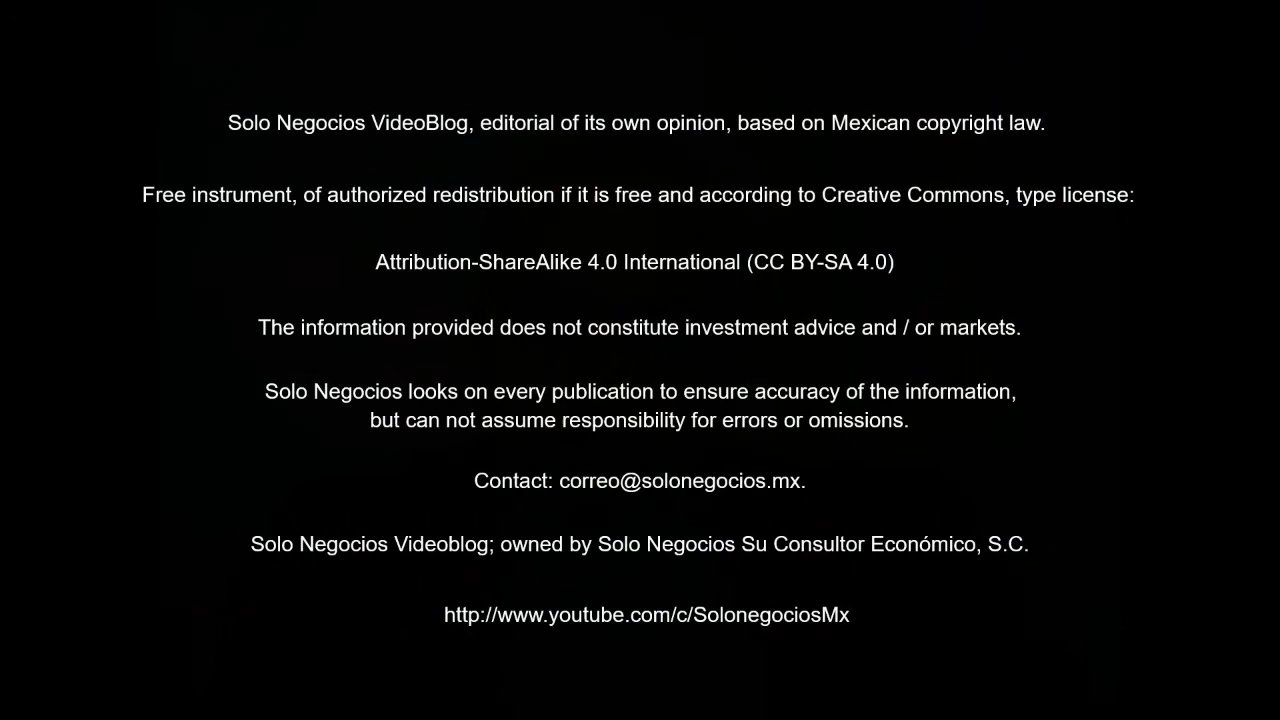 Solo Negocios VideoBlog, editorial of its own opinion, based on Mexican copyright law.
Free instrument, of authorized redistribution if it is free and according to Creative Commons, type license:
Attribution-ShareAlike 4.0 International (CC BY-SA 4.0)
The information provided does not constitute investment advice and / or markets.
Solo Negocios looks on every publication to ensure accuracy of the information,
but can not assume responsibility for errors or omissions.
Contact: correo@solonegocios.mx.
Solo Negocios Videoblog; owned by Solo Negocios Su Consultor Económico, S.C.
http://www.youtube.com/c/SolonegociosMx